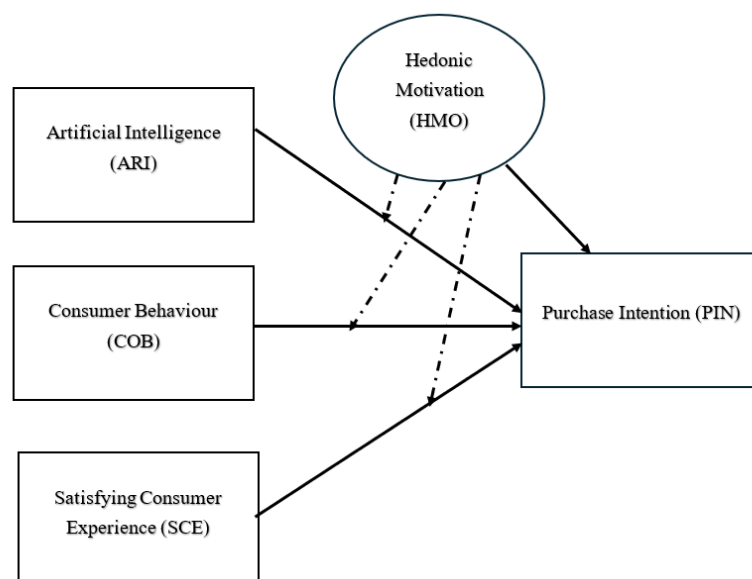 Hedonic
Motivation
(HMO)
Artificial Intelligence
(ARI)
Consumer Behaviour
(COB)
Purchase Intention (PIN)
Satisfying Consumer
Experience (SCE)